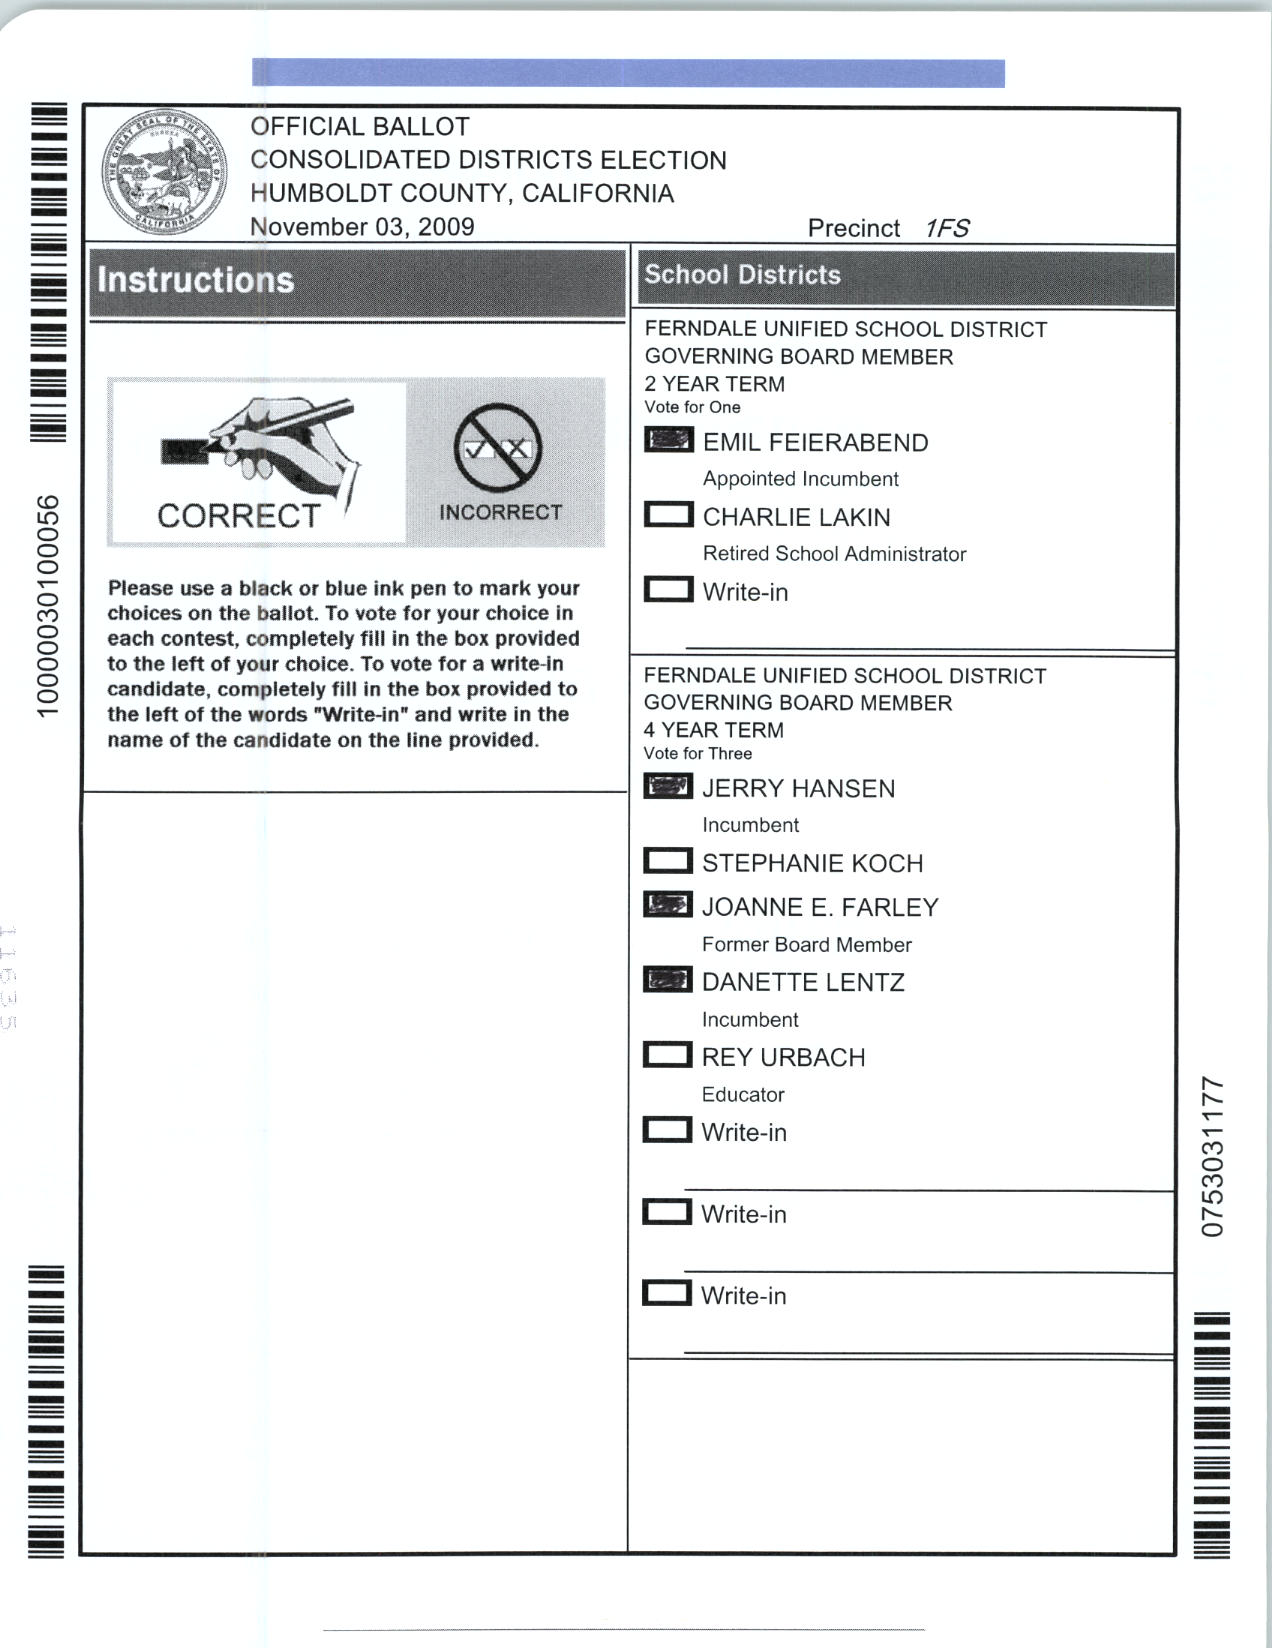 OFFICIAL BALLOT
CONSOLIDATED DISTRICTS ELECTION
HUMBOLDT COUNTY, CALIFORNIA
November 03, 2009
Precinct 1FS
THE GREAT SEAL OF THE STATE OF CALIFORNIA
EUREKA
Instructions
CORRECT
INCORRECT
Please use a black or blue ink pen to mark your
choices on the ballot. To vote for your choice in
each contest, completely fill in the box provided
to the left of your choice. To vote for a write-in
candidate, completely fill in the box provided to
the left of the words "Write-in" and write in the
name of the candidate on the line provided.
School Districts
FERNDALE UNIFIED SCHOOL DISTRICT
GOVERNING BOARD MEMBER
2 YEAR TERM
Vote for One
EMIL FEIERABEND
Appointed Incumbent
CHARLIE LAKIN
Retired School Administrator
Write-in
FERNDALE UNIFIED SCHOOL DISTRICT
GOVERNING BOARD MEMBER
4 YEAR TERM
Vote for Three
JERRY HANSEN
Incumbent
STEPHANIE KOCH
JOANNE E. FARLEY
Former Board Member
DANETTE LENTZ
Incumbent
REY URBACH
Educator
Write-in
Write-in
Write-in
10000030100056
0753031177